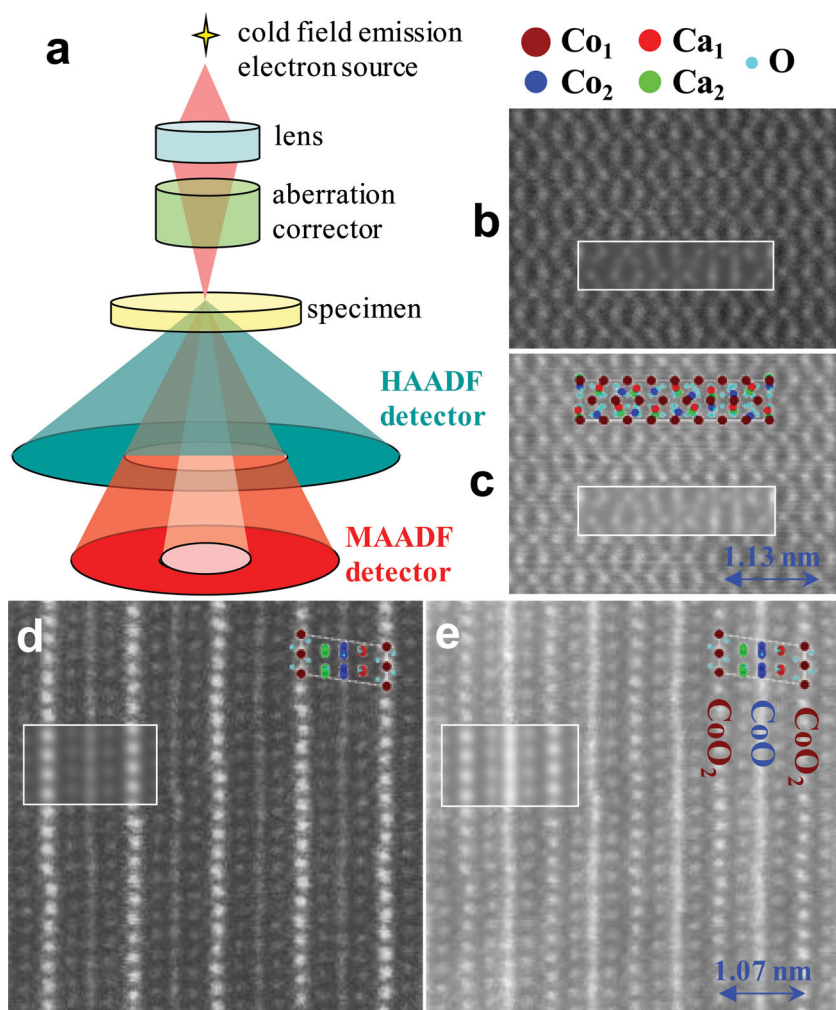 a
cold field emission
electron source
lens
aberration
corrector
specimen
HAADF
detector
MAADF
detector
Co₁
Ca₁
O
Co₂
Ca₂
b
c
1.13 nm
d
e
CoO₂
CoO
CoO₂
1.07 nm